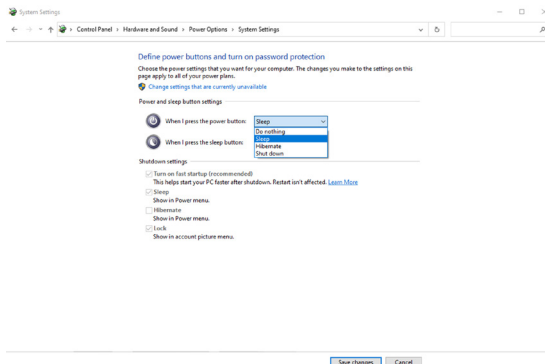 System Settings
Control Panel > Hardware and Sound > Power Options > System Settings
Define power buttons and turn on password protection
Choose the power settings that you want for your computer. The changes you make to the settings on this
page apply to all of your power plans.
Change settings that are currently unavailable
Power and sleep button settings
When I press the power button: Sleep
Do nothing
Sleep
When I press the sleep button:
Hibernate
Shut down
Shutdown settings
Turn on fast startup (recommended)
This helps start your PC faster after shutdown. Restart isn't affected. Learn More
Sleep
Show in Power menu.
Hibernate
Show in Power menu.
Lock
Show in account picture menu.
Save changes Cancel